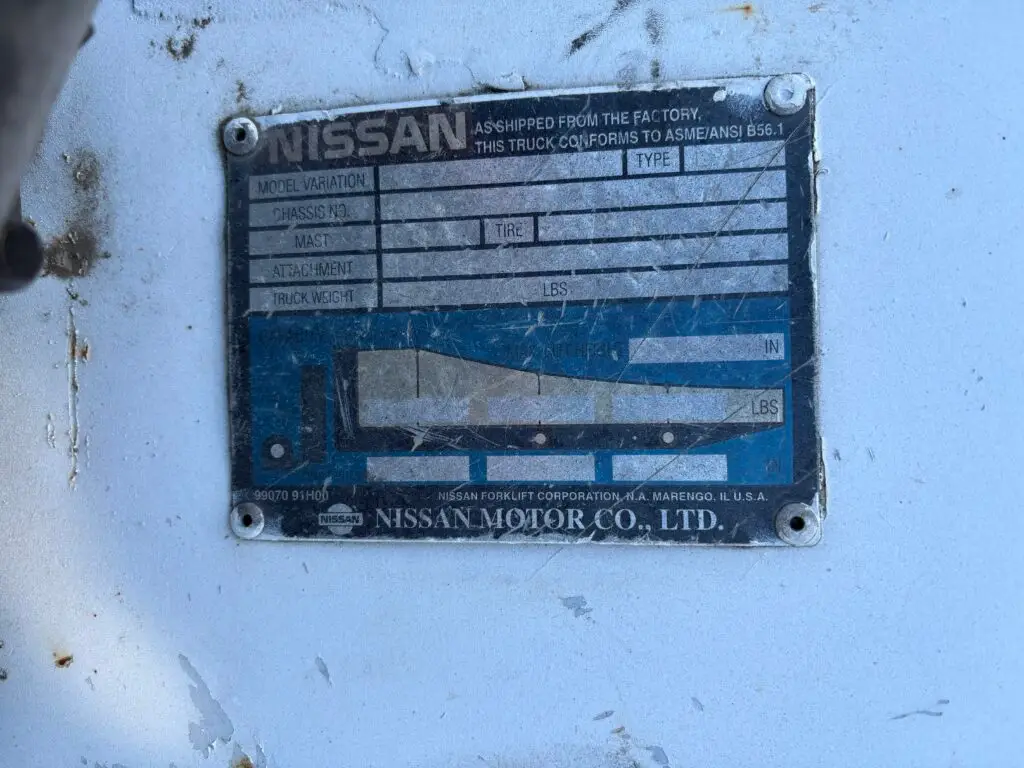 NISSAN
AS SHIPPED FROM THE FACTORY,
THIS TRUCK CONFORMS TO ASME/ANSI B56.1
MODEL VARIATION TYPE
CHASSIS NO.
MAST TIRE
ATTACHMENT
TRUCK WEIGHT LBS
IN
LBS
99070 91H00 NISSAN FORKLIFT CORPORATION, N.A. MARENGO, IL U.S.A.
NISSAN NISSAN MOTOR CO., LTD.